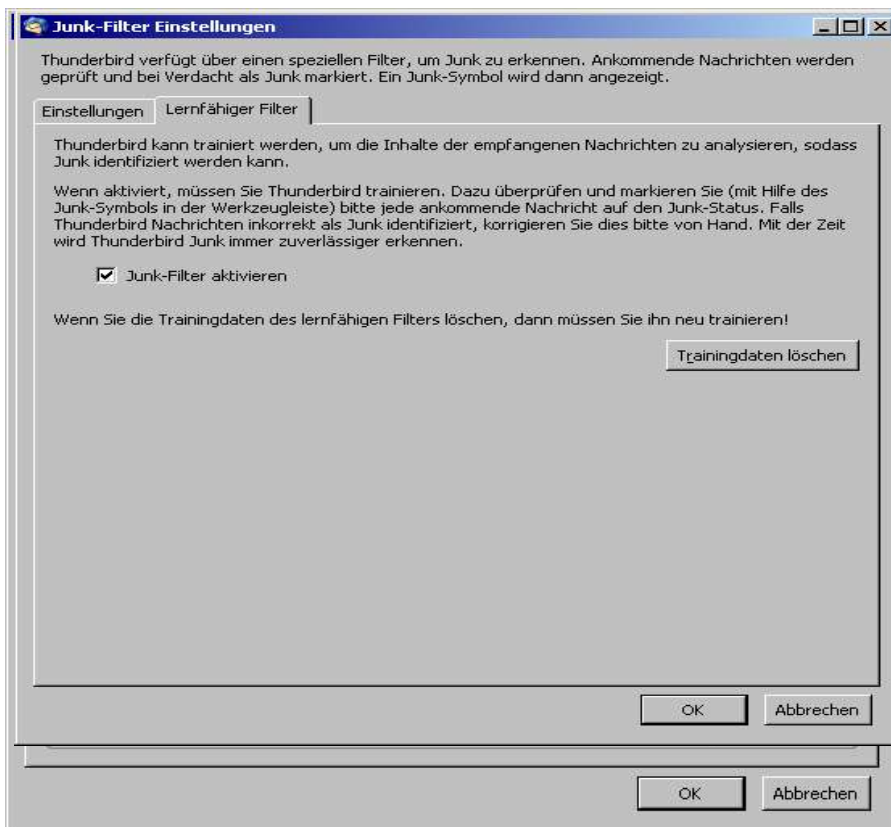 Junk-Filter Einstellungen
Thunderbird verfügt über einen speziellen Filter, um Junk zu erkennen. Ankommende Nachrichten werden
geprüft und bei Verdacht als Junk markiert. Ein Junk-Symbol wird dann angezeigt.
Einstellungen Lernfähiger Filter
Thunderbird kann trainiert werden, um die Inhalte der empfangenen Nachrichten zu analysieren, sodass
Junk identifiziert werden kann.
Wenn aktiviert, müssen Sie Thunderbird trainieren. Dazu überprüfen und markieren Sie (mit Hilfe des
Junk-Symbols in der Werkzeugleiste) bitte jede ankommende Nachricht auf den Junk-Status. Falls
Thunderbird Nachrichten inkorrekt als Junk identifiziert, korrigieren Sie dies bitte von Hand. Mit der Zeit
wird Thunderbird Junk immer zuverlässiger erkennen.
Junk-Filter aktivieren
Wenn Sie die Trainingdaten des lernfähigen Filters löschen, dann müssen Sie ihn neu trainieren!
Trainingdaten löschen
OK Abbrechen
OK Abbrechen